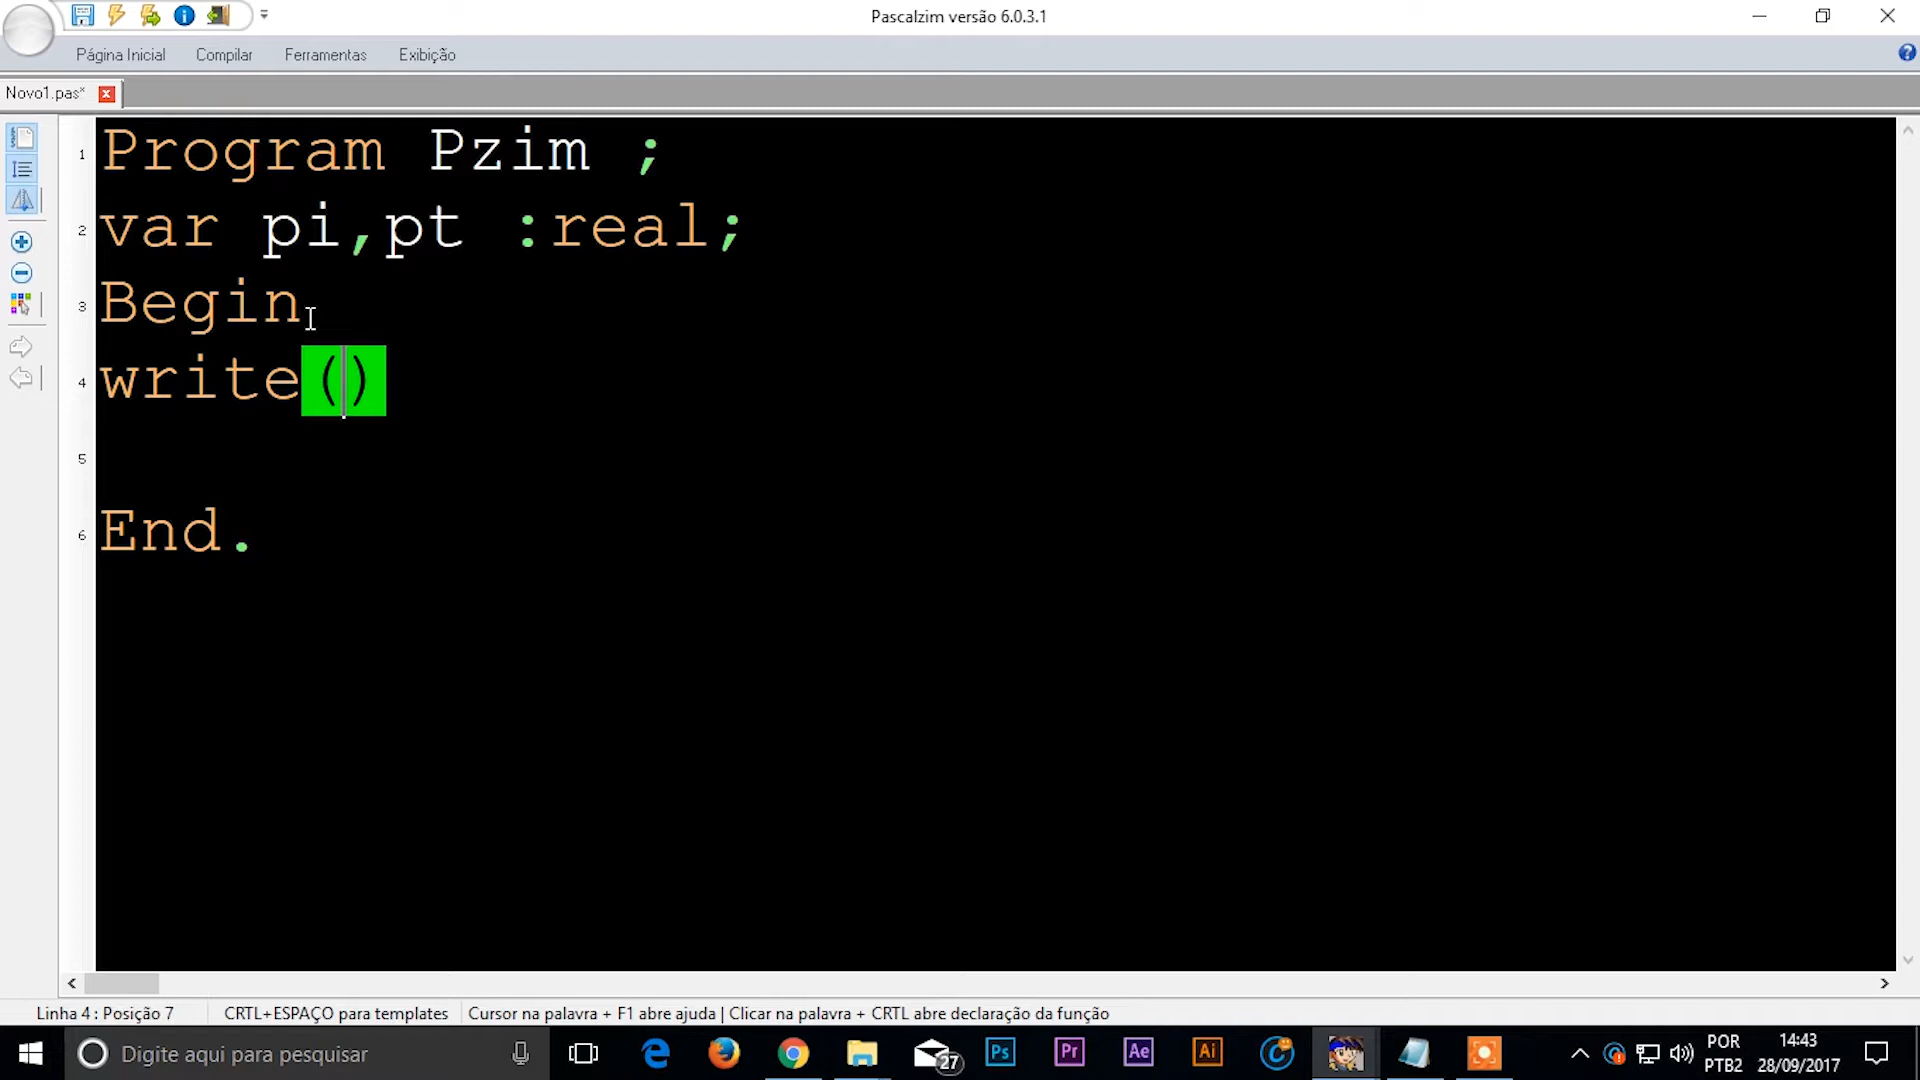 Pascalzim versão 6.0.3.1
Página Inicial Compilar Ferramentas Exibição
Novo1.pas*
1 Program Pzim ;
2 var pi,pt :real;
3 Begin
4 write()
5
6 End.
Linha 4 : Posição 7 CRTL+ESPAÇO para templates Cursor na palavra + F1 abre ajuda | Clicar na palavra + CRTL abre declaração da função
Digite aqui para pesquisar 27 Ps Pr Ae Ai POR 14:43
PTB2 28/09/2017